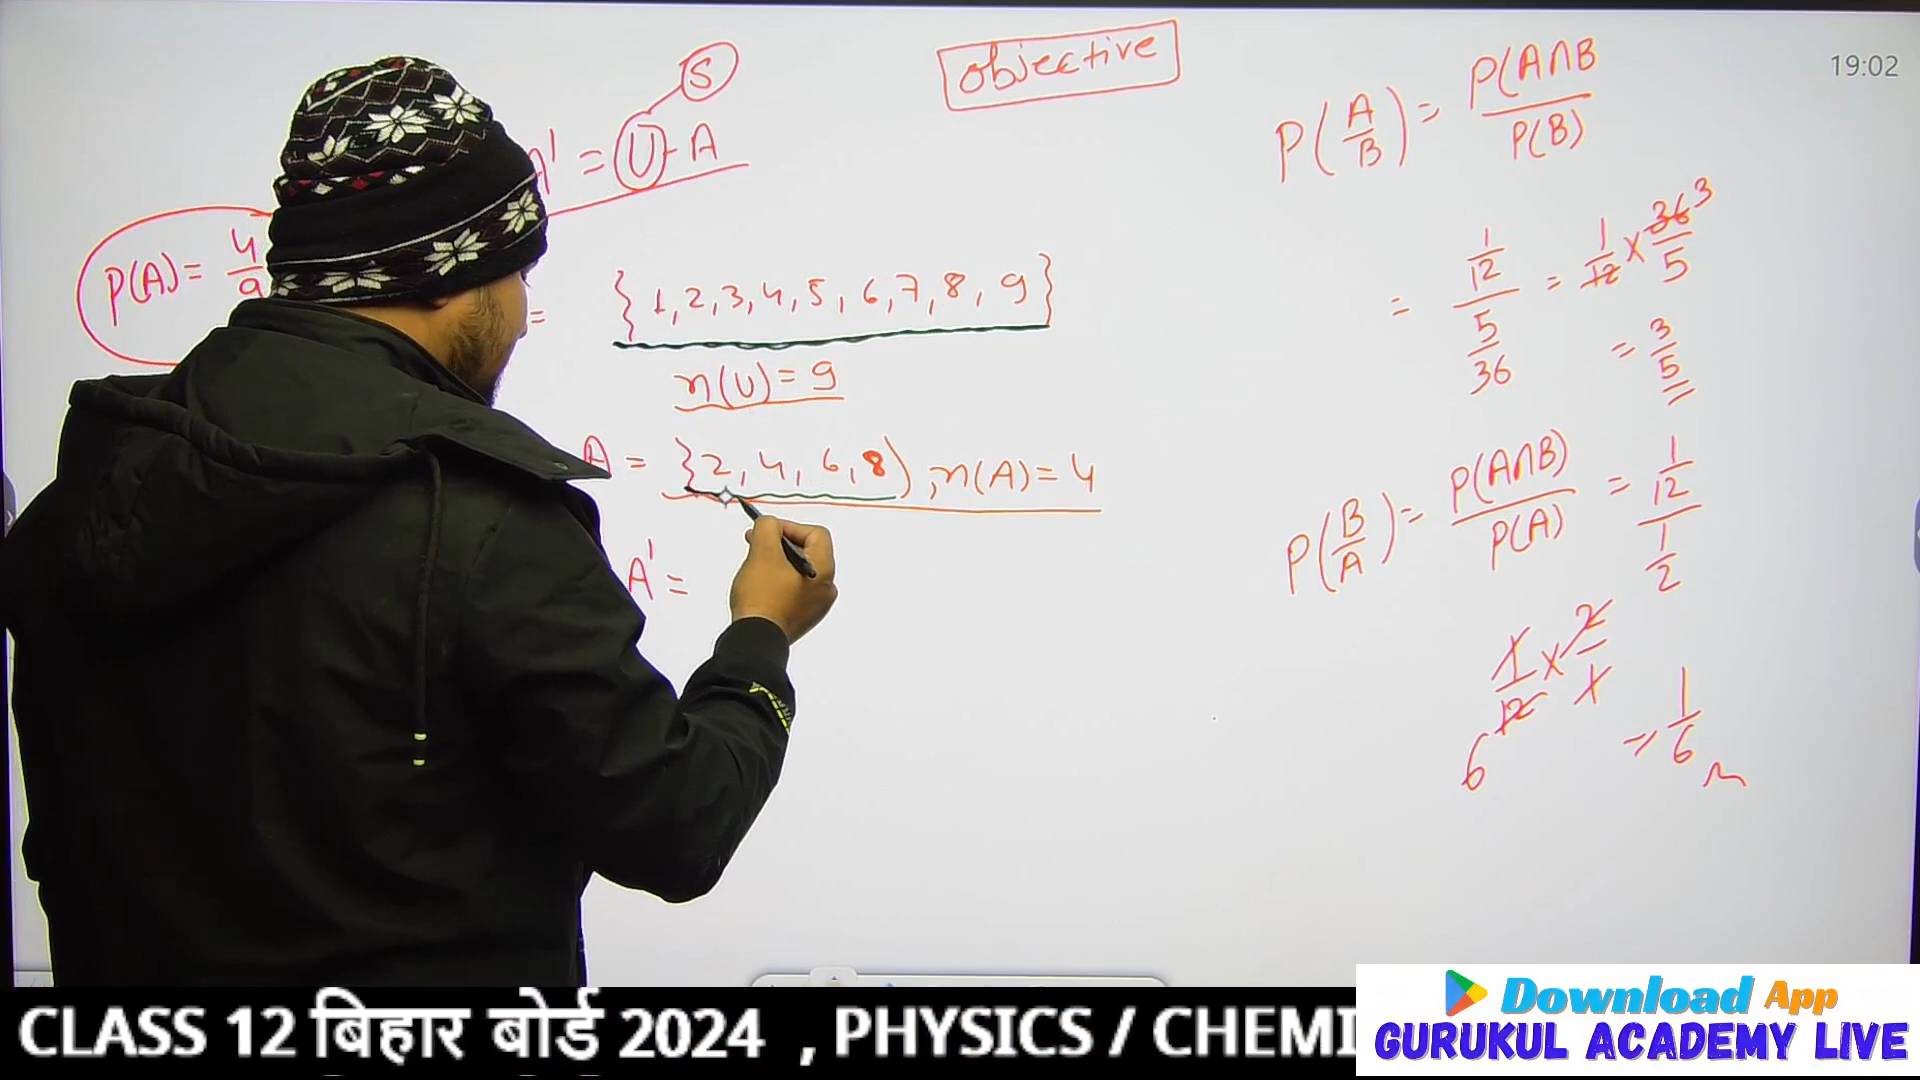 Objective
19:02
S
A' = U - A
P(A) = 4/9
= {1, 2, 3, 4, 5, 6, 7, 8, 9}
n(U) = 9
A = {2, 4, 6, 8}, n(A) = 4
A' =
P(A/B) = P(A∩B / P(B)
= 1/12 / 5/36 = 1/12 × 36/5 3
= 3/5
P(B/A) = P(A∩B) / P(A) = 1/12 / 1/2
1/12 × 2/1
6
= 1/6
CLASS 12 बिहार बोर्ड 2024 , PHYSICS / CHEMI
Download App
GURUKUL ACADEMY LIVE